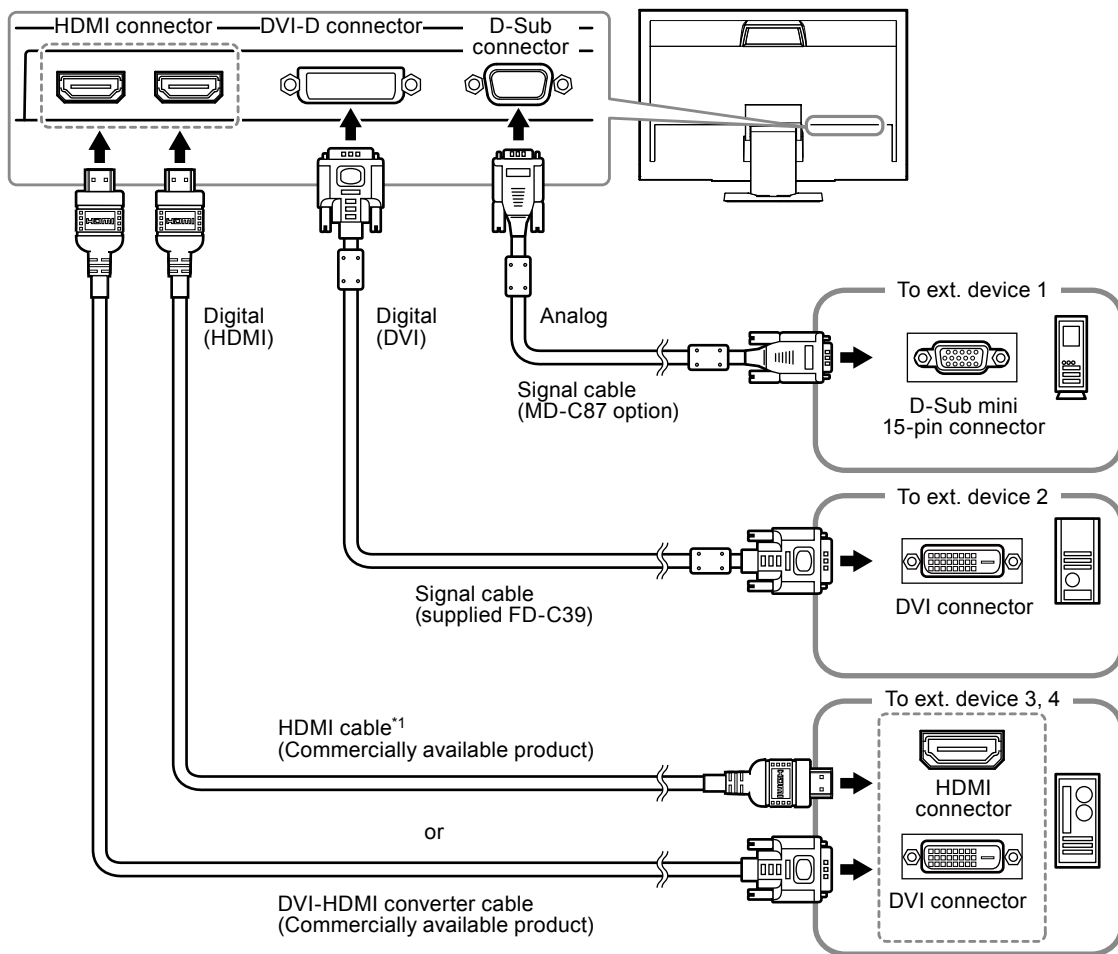 HDMI connector
DVI-D connector
D-Sub
connector
HDMI
HDMI
Digital
(HDMI)
Digital
(DVI)
Analog
Signal cable
(MD-C87 option)
To ext. device 1
D-Sub mini
15-pin connector
To ext. device 2
DVI connector
Signal cable
(supplied FD-C39)
To ext. device 3, 4
HDMI cable*1
(Commercially available product)
HDMI
HDMI
connector
or
DVI connector
DVI-HDMI converter cable
(Commercially available product)